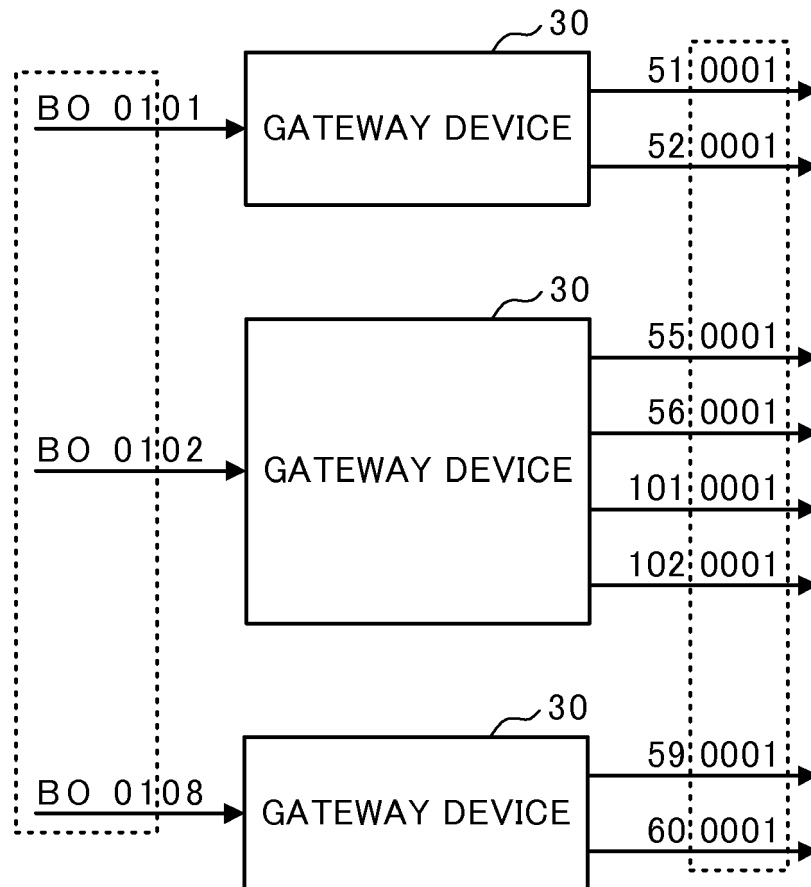 30
BO 0101
GATEWAY DEVICE
51 0001
52 0001
30
BO 0102
GATEWAY DEVICE
55 0001
56 0001
101 0001
102 0001
30
BO 0108
GATEWAY DEVICE
59 0001
60 0001